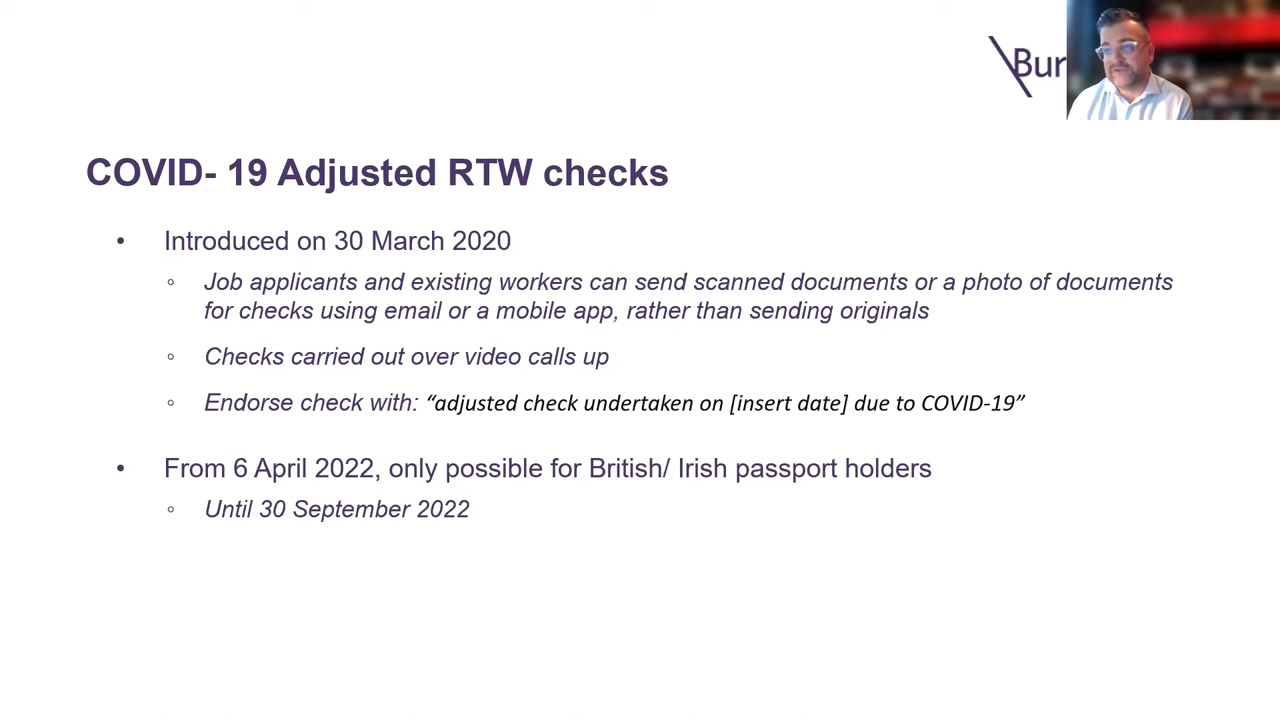 Bur
COVID- 19 Adjusted RTW checks
• Introduced on 30 March 2020
◦ Job applicants and existing workers can send scanned documents or a photo of documents
for checks using email or a mobile app, rather than sending originals
◦ Checks carried out over video calls up
◦ Endorse check with: “adjusted check undertaken on [insert date] due to COVID-19”
• From 6 April 2022, only possible for British/ Irish passport holders
◦ Until 30 September 2022